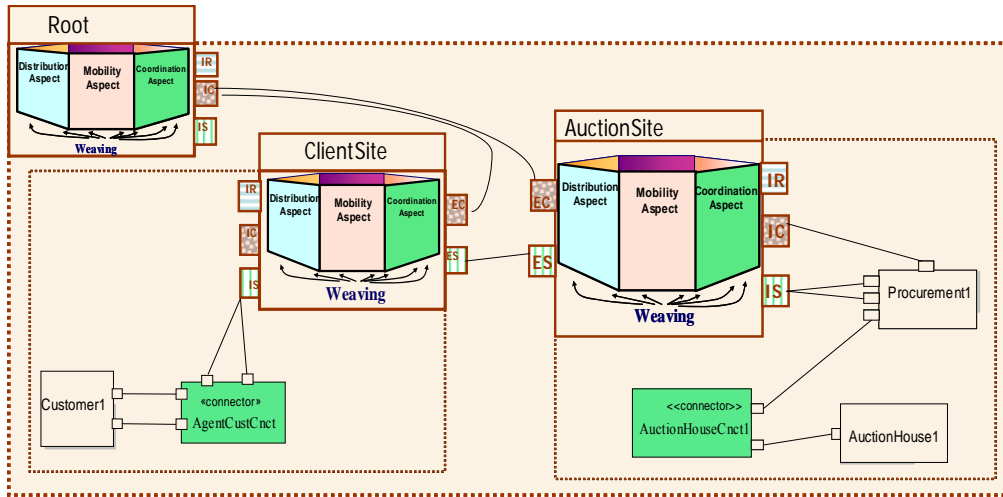 Root
Distribution
Aspect
Mobility
Aspect
Coordination
Aspect
IR
IC
IS
Weaving
ClientSite
IR
IC
IS
Distribution
Aspect
Mobility
Aspect
Coordination
Aspect
EC
ES
Weaving
AuctionSite
EC
ES
Distribution
Aspect
Mobility
Aspect
Coordination
Aspect
IR
IC
IS
Weaving
Procurement1
Customer1
«connector»
AgentCustCnct
<<connector>>
AuctionHouseCnct1
AuctionHouse1